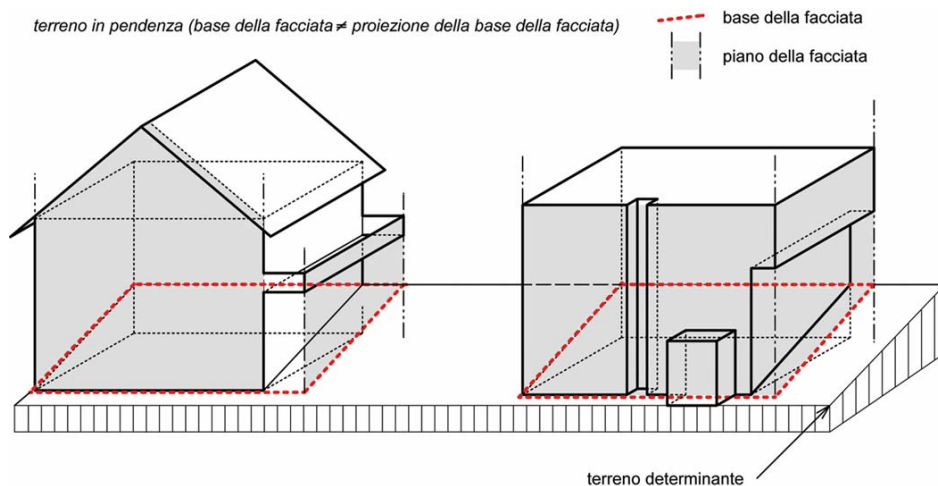 terreno in pendenza (base della facciata ≠ proiezione della base della facciata)
base della facciata
piano della facciata
terreno determinante